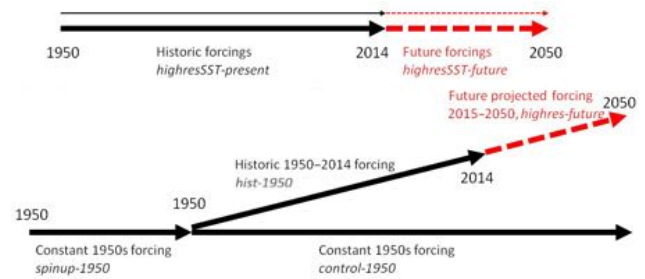 1950
Historic forcings
highresSST-present
2014
Future forcings
highresSST-future
2050
Future projected forcing
2015–2050, highres-future
2050
Historic 1950–2014 forcing
hist-1950
2014
1950
1950
Constant 1950s forcing
spinup-1950
Constant 1950s forcing
control-1950